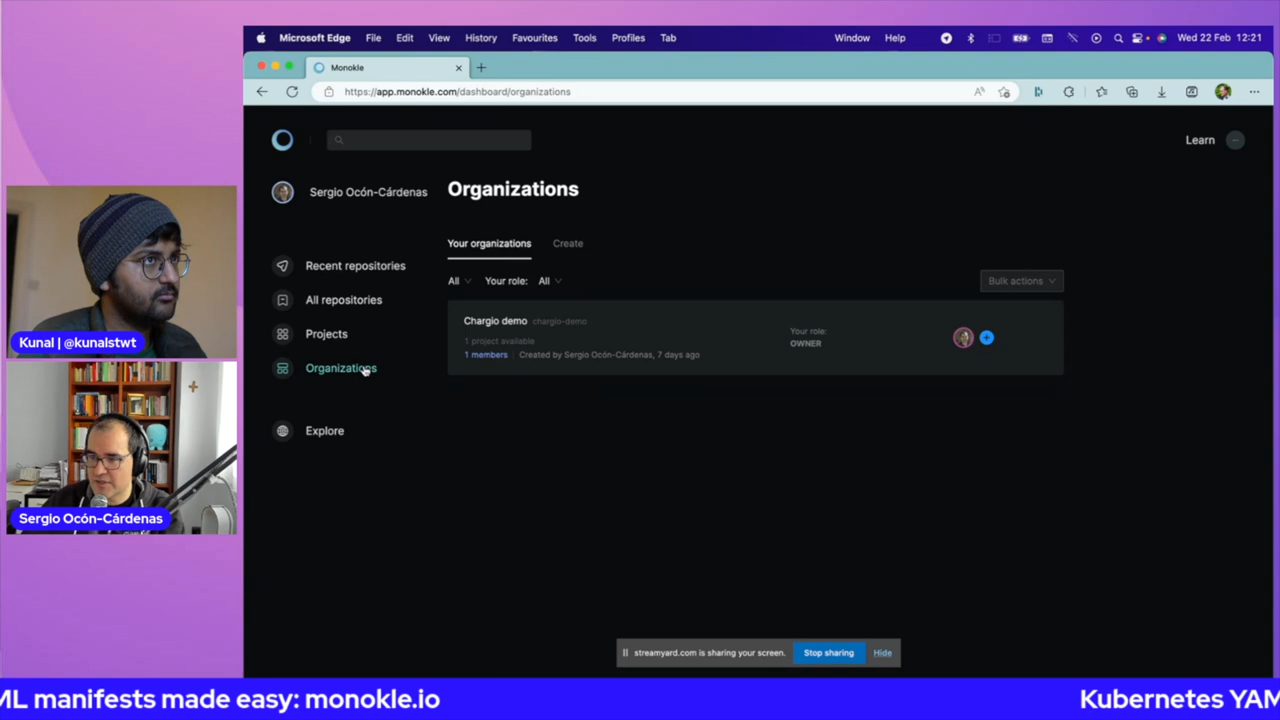 Microsoft Edge File Edit View History Favourites Tools Profiles Tab Window Help Wed 22 Feb 12:21
Monokle
https://app.monokle.com/dashboard/organizations
Learn
Sergio Ocón-Cárdenas
Organizations
Your organizations Create
Recent repositories
All Your role: All Bulk actions
All repositories
Chargio demo chargio-demo
Projects
Your role:
1 project available
OWNER
1 members | Created by Sergio Ocón-Cárdenas, 7 days ago
Organizations
Explore
Kunal | @kunalstwt
Sergio Ocón-Cárdenas
streamyard.com is sharing your screen. Stop sharing Hide
ML manifests made easy: monokle.io Kubernetes YAM